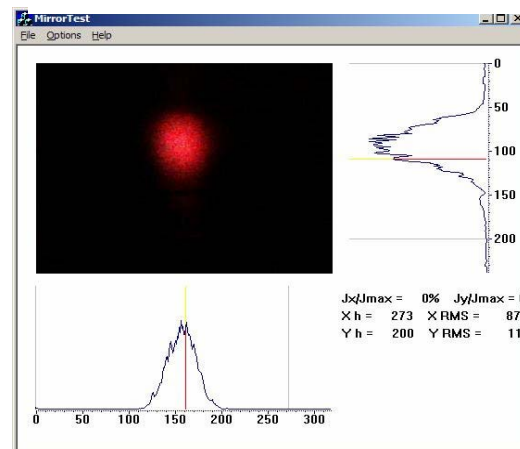 MirrorTest
File Options Help
0
50
100
150
200
Jx/Jmax = 0% Jy/Jmax =
X h = 273 X RMS = 87
Y h = 200 Y RMS = 11
0 50 100 150 200 250 300